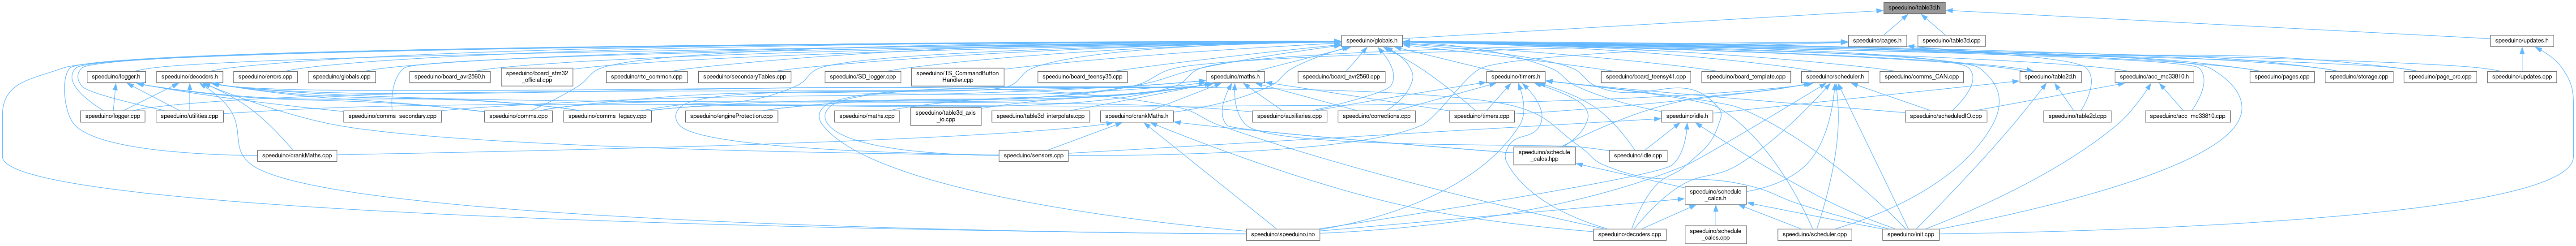 speeduino/table3d.h
speeduino/globals.h
speeduino/pages.h
speeduino/table3d.cpp
speeduino/updates.h
speeduino/logger.h
speeduino/decoders.h
speeduino/errors.cpp
speeduino/globals.cpp
speeduino/board_avr2560.h
speeduino/board_stm32
_official.cpp
speeduino/rtc_common.cpp
speeduino/secondaryTables.cpp
speeduino/SD_logger.cpp
speeduino/TS_CommandButton
Handler.cpp
speeduino/board_teensy35.cpp
speeduino/maths.h
speeduino/board_avr2560.cpp
speeduino/timers.h
speeduino/board_teensy41.cpp
speeduino/board_template.cpp
speeduino/scheduler.h
speeduino/comms_CAN.cpp
speeduino/table2d.h
speeduino/acc_mc33810.h
speeduino/pages.cpp
speeduino/storage.cpp
speeduino/page_crc.cpp
speeduino/updates.cpp
speeduino/logger.cpp
speeduino/utilities.cpp
speeduino/comms_secondary.cpp
speeduino/comms.cpp
speeduino/comms_legacy.cpp
speeduino/engineProtection.cpp
speeduino/maths.cpp
speeduino/table3d_axis
_io.cpp
speeduino/table3d_interpolate.cpp
speeduino/crankMaths.h
speeduino/auxiliaries.cpp
speeduino/corrections.cpp
speeduino/timers.cpp
speeduino/idle.h
speeduino/scheduledIO.cpp
speeduino/table2d.cpp
speeduino/acc_mc33810.cpp
speeduino/crankMaths.cpp
speeduino/sensors.cpp
speeduino/schedule
_calcs.hpp
speeduino/idle.cpp
speeduino/schedule
_calcs.h
speeduino/speeduino.ino
speeduino/decoders.cpp
speeduino/schedule
_calcs.cpp
speeduino/scheduler.cpp
speeduino/init.cpp